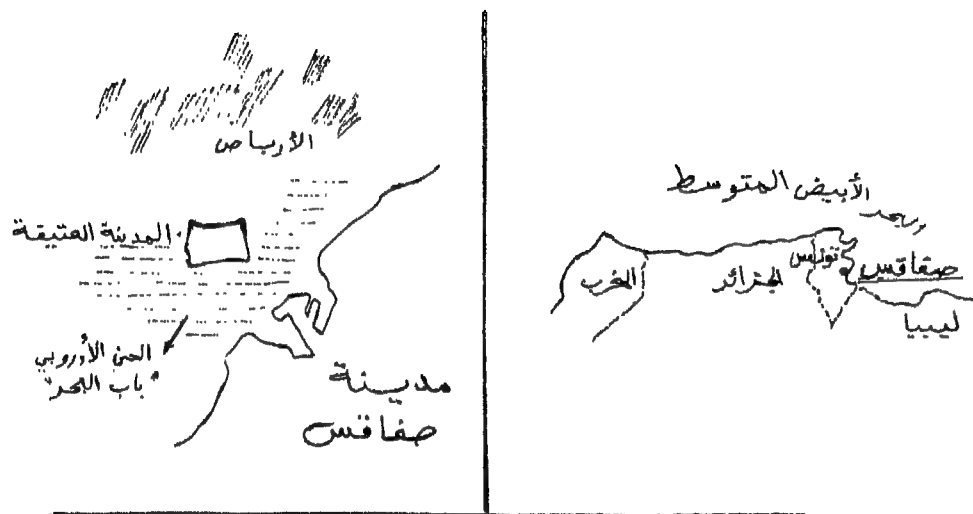 الأبيض المتوسط
صفاقس
تونس
الجزائر
المغرب
ليبيا
الأرباض
المدينة العتيقة
الحي الأوروبي
"باب البحر"
مدينة
صفاقس